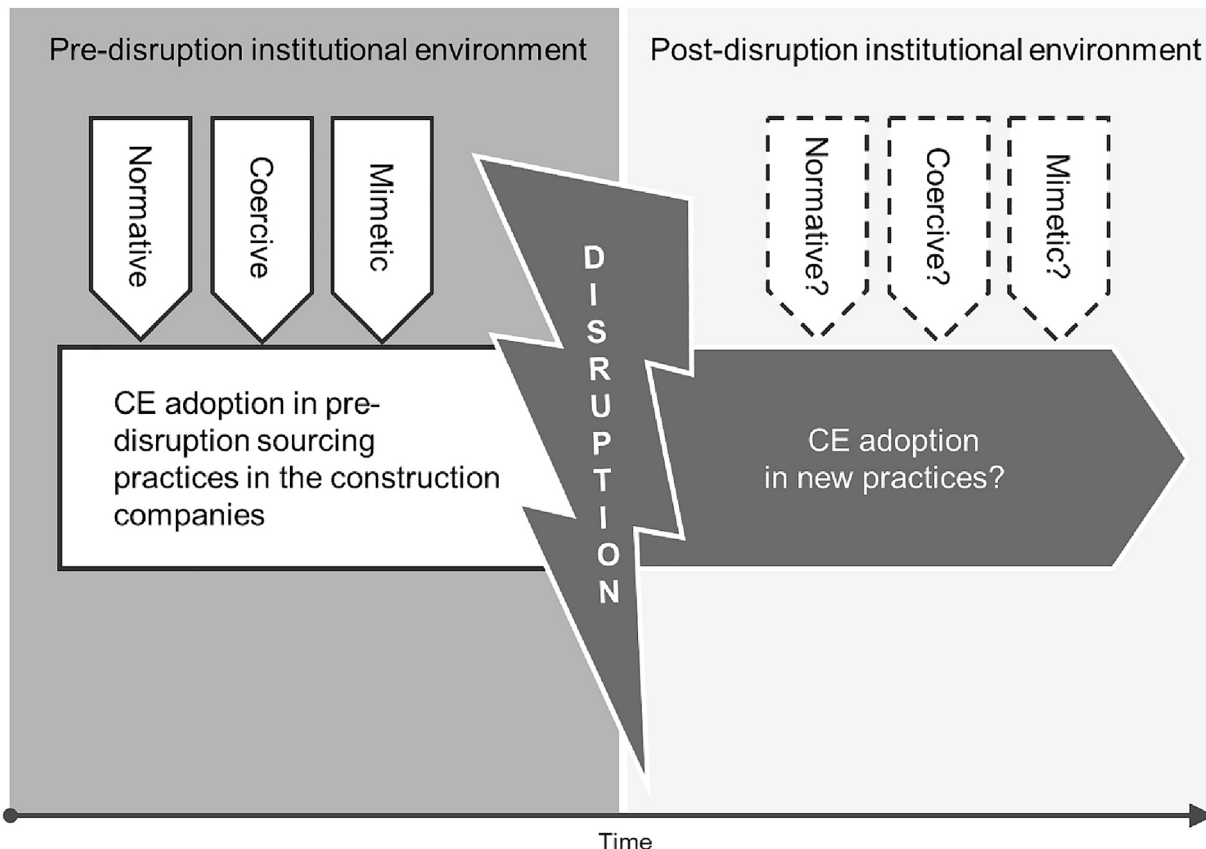 Pre-disruption institutional environment
Post-disruption institutional environment
Normative
Coercive
Mimetic
Normative?
Coercive?
Mimetic?
DISRUPTION
CE adoption in pre-
disruption sourcing
practices in the construction
companies
CE adoption
in new practices?
Time